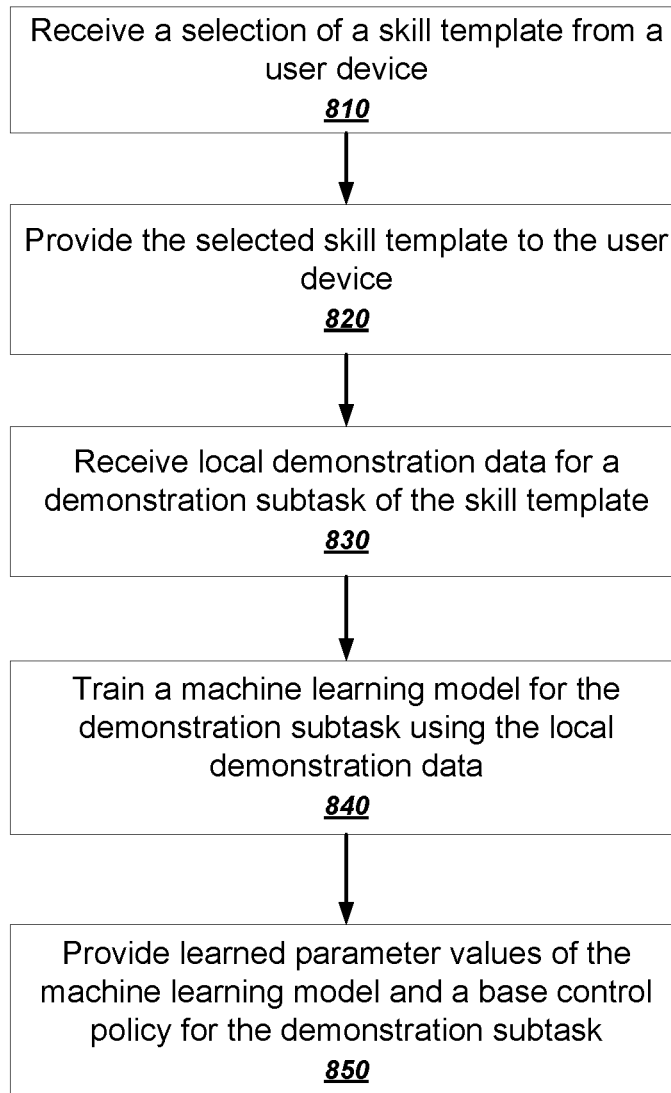 Receive a selection of a skill template from a
user device
810
Provide the selected skill template to the user
device
820
Receive local demonstration data for a
demonstration subtask of the skill template
830
Train a machine learning model for the
demonstration subtask using the local
demonstration data
840
Provide learned parameter values of the
machine learning model and a base control
policy for the demonstration subtask
850